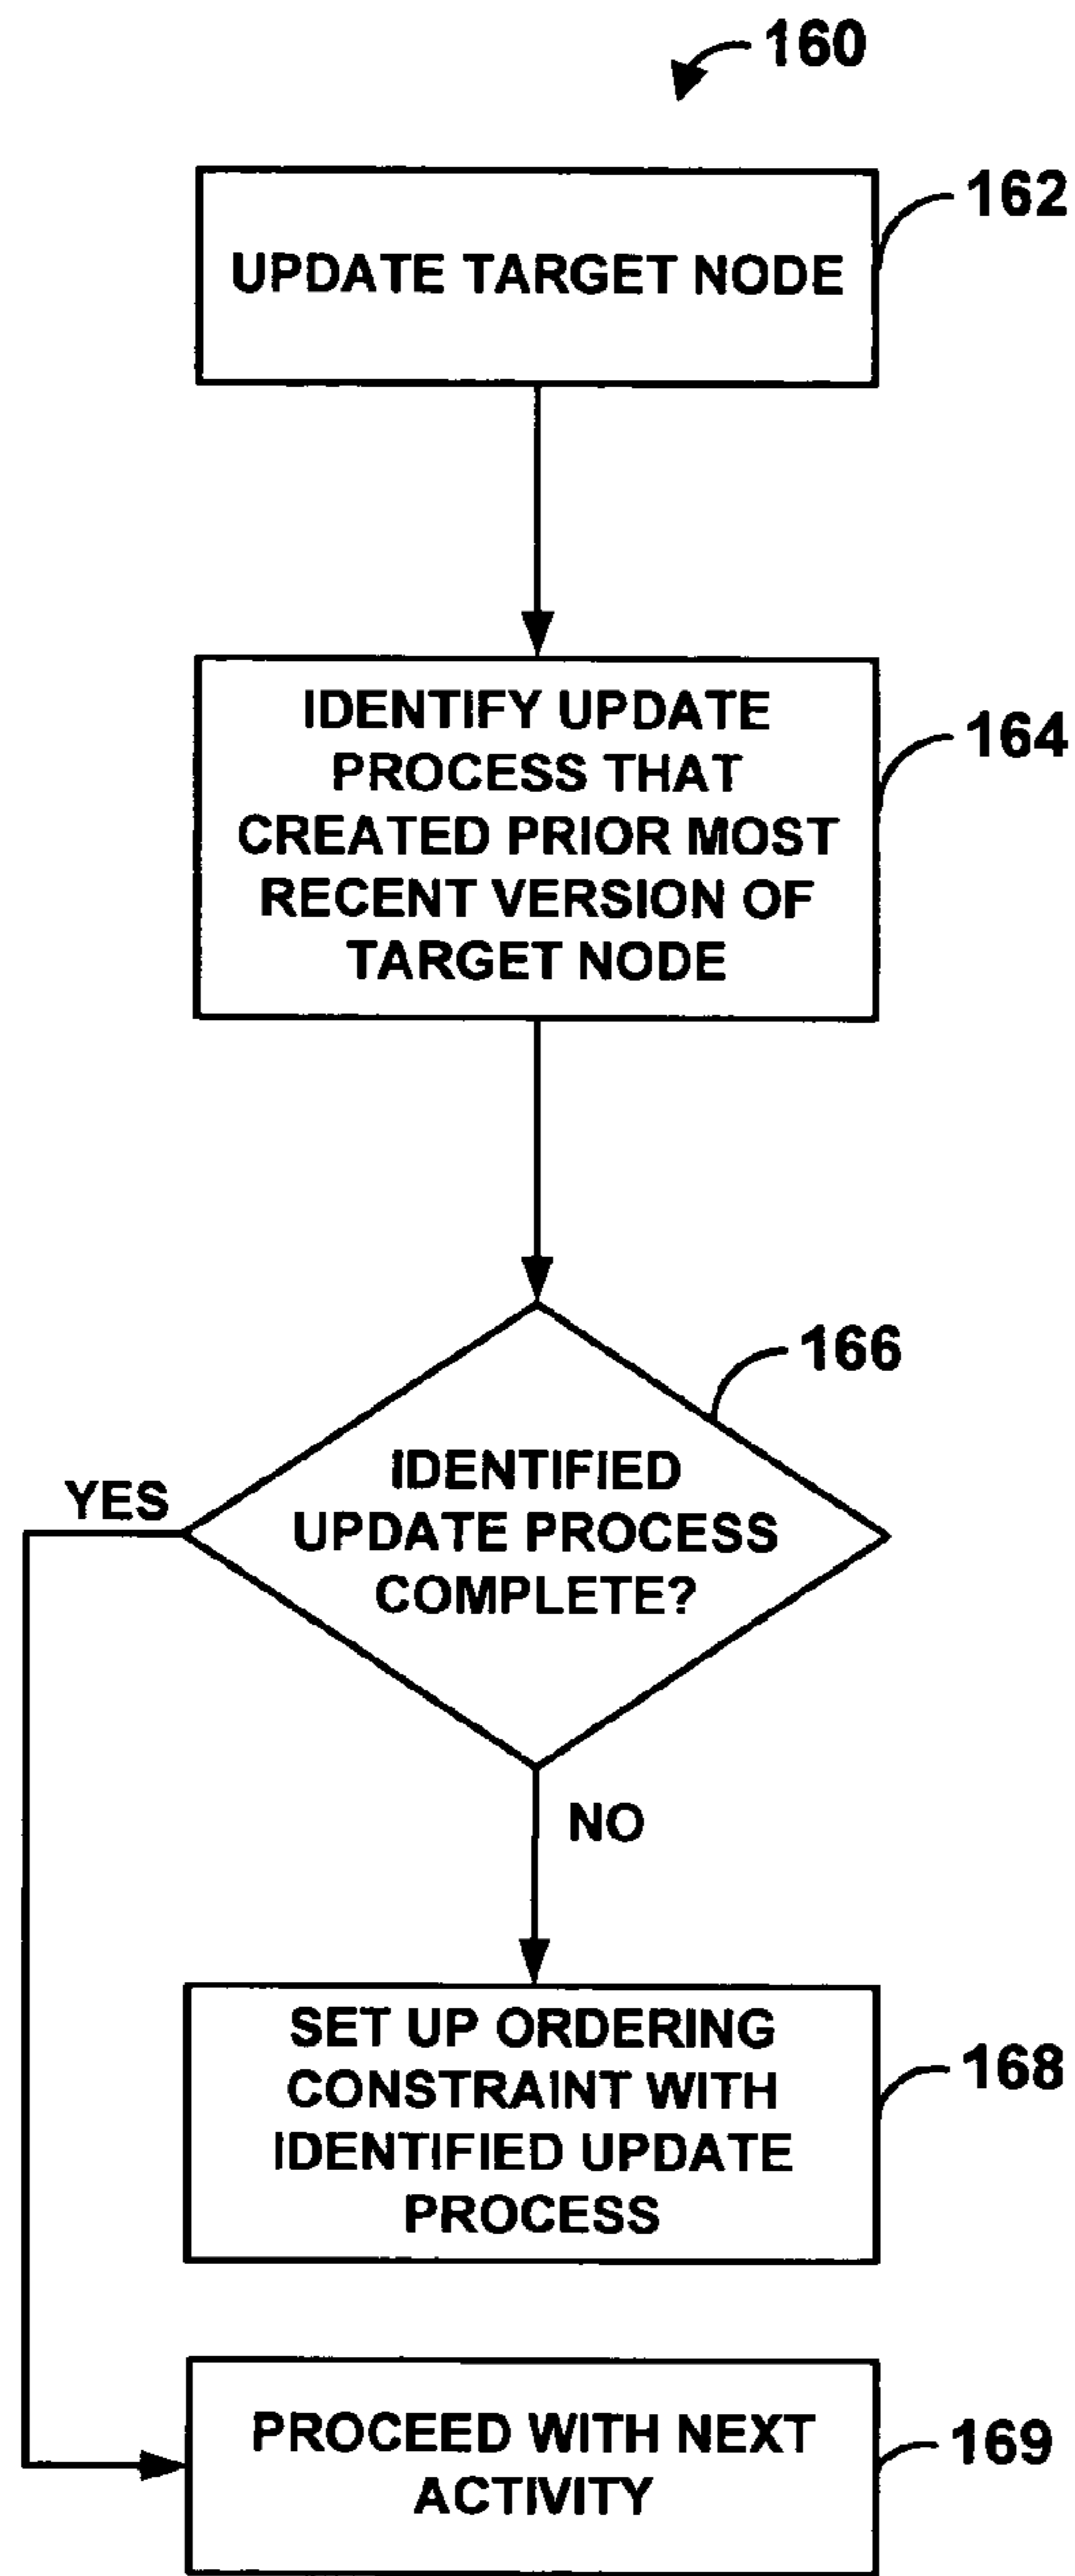 160
162
UPDATE TARGET NODE
IDENTIFY UPDATE
PROCESS THAT
CREATED PRIOR MOST
RECENT VERSION OF
TARGET NODE
164
166
IDENTIFIED
UPDATE PROCESS
COMPLETE?
YES
NO
SET UP ORDERING
CONSTRAINT WITH
IDENTIFIED UPDATE
PROCESS
168
PROCEED WITH NEXT
ACTIVITY
169